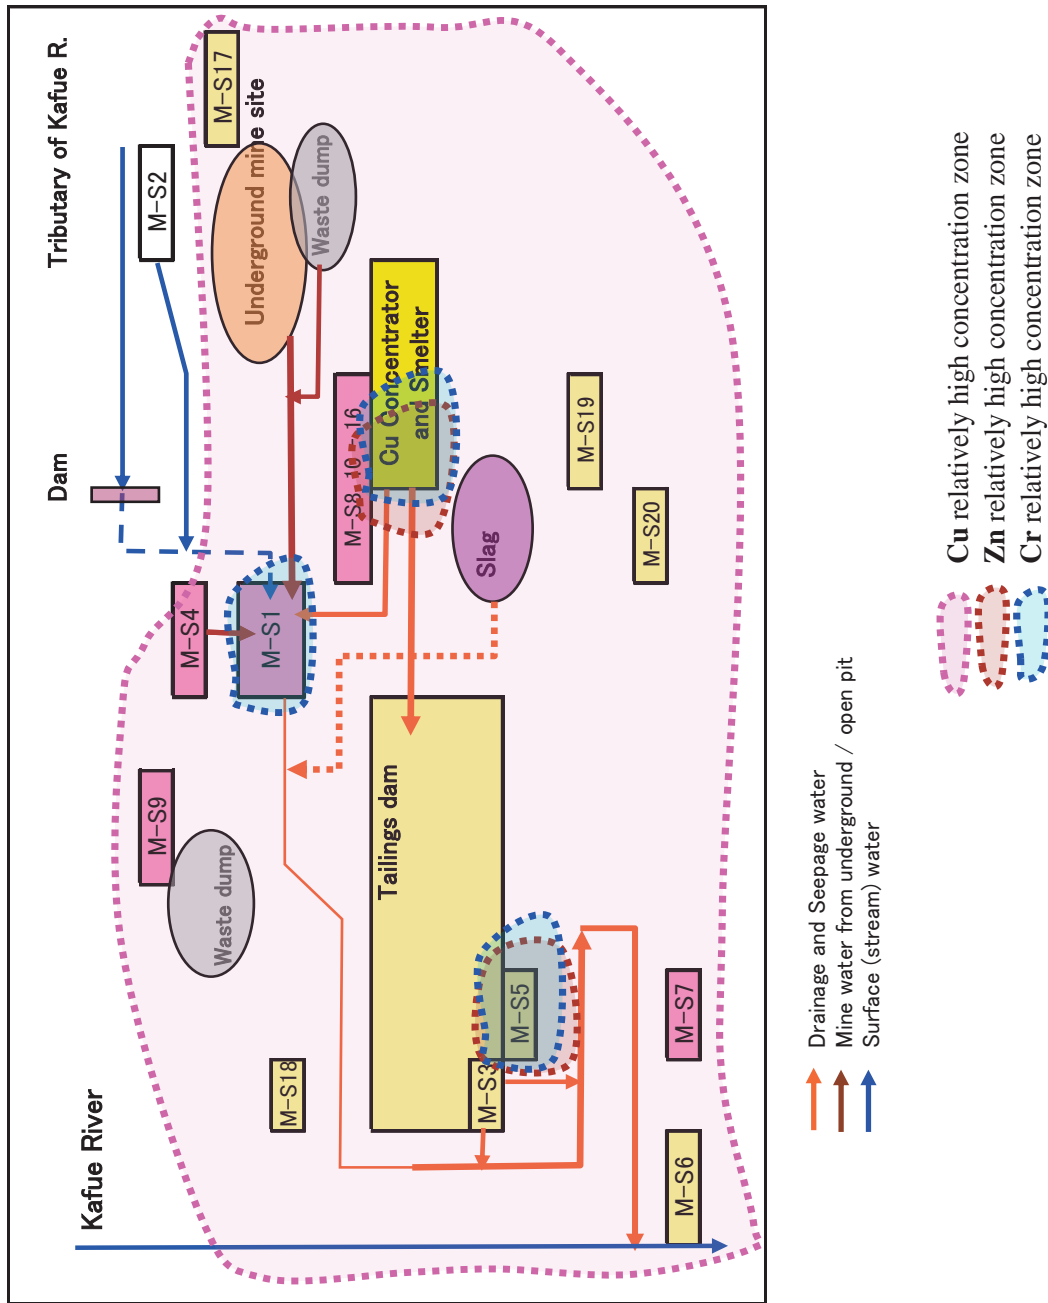 Dam
Tributary of Kafue R.
Kafue River
M-S9
M-S2
M-S4
M-S17
Waste dump
Underground mine site
M-S1
M-S18
Waste dump
M-S8, 10 - 16
Tailings dam
Cu Concentrator
and Smelter
M-S3
Slag
M-S5
M-S19
M-S20
M-S6
M-S7
Drainage and Seepage water
Mine water from underground / open pit
Surface (stream) water
Cu relatively high concentration zone
Zn relatively high concentration zone
Cr relatively high concentration zone